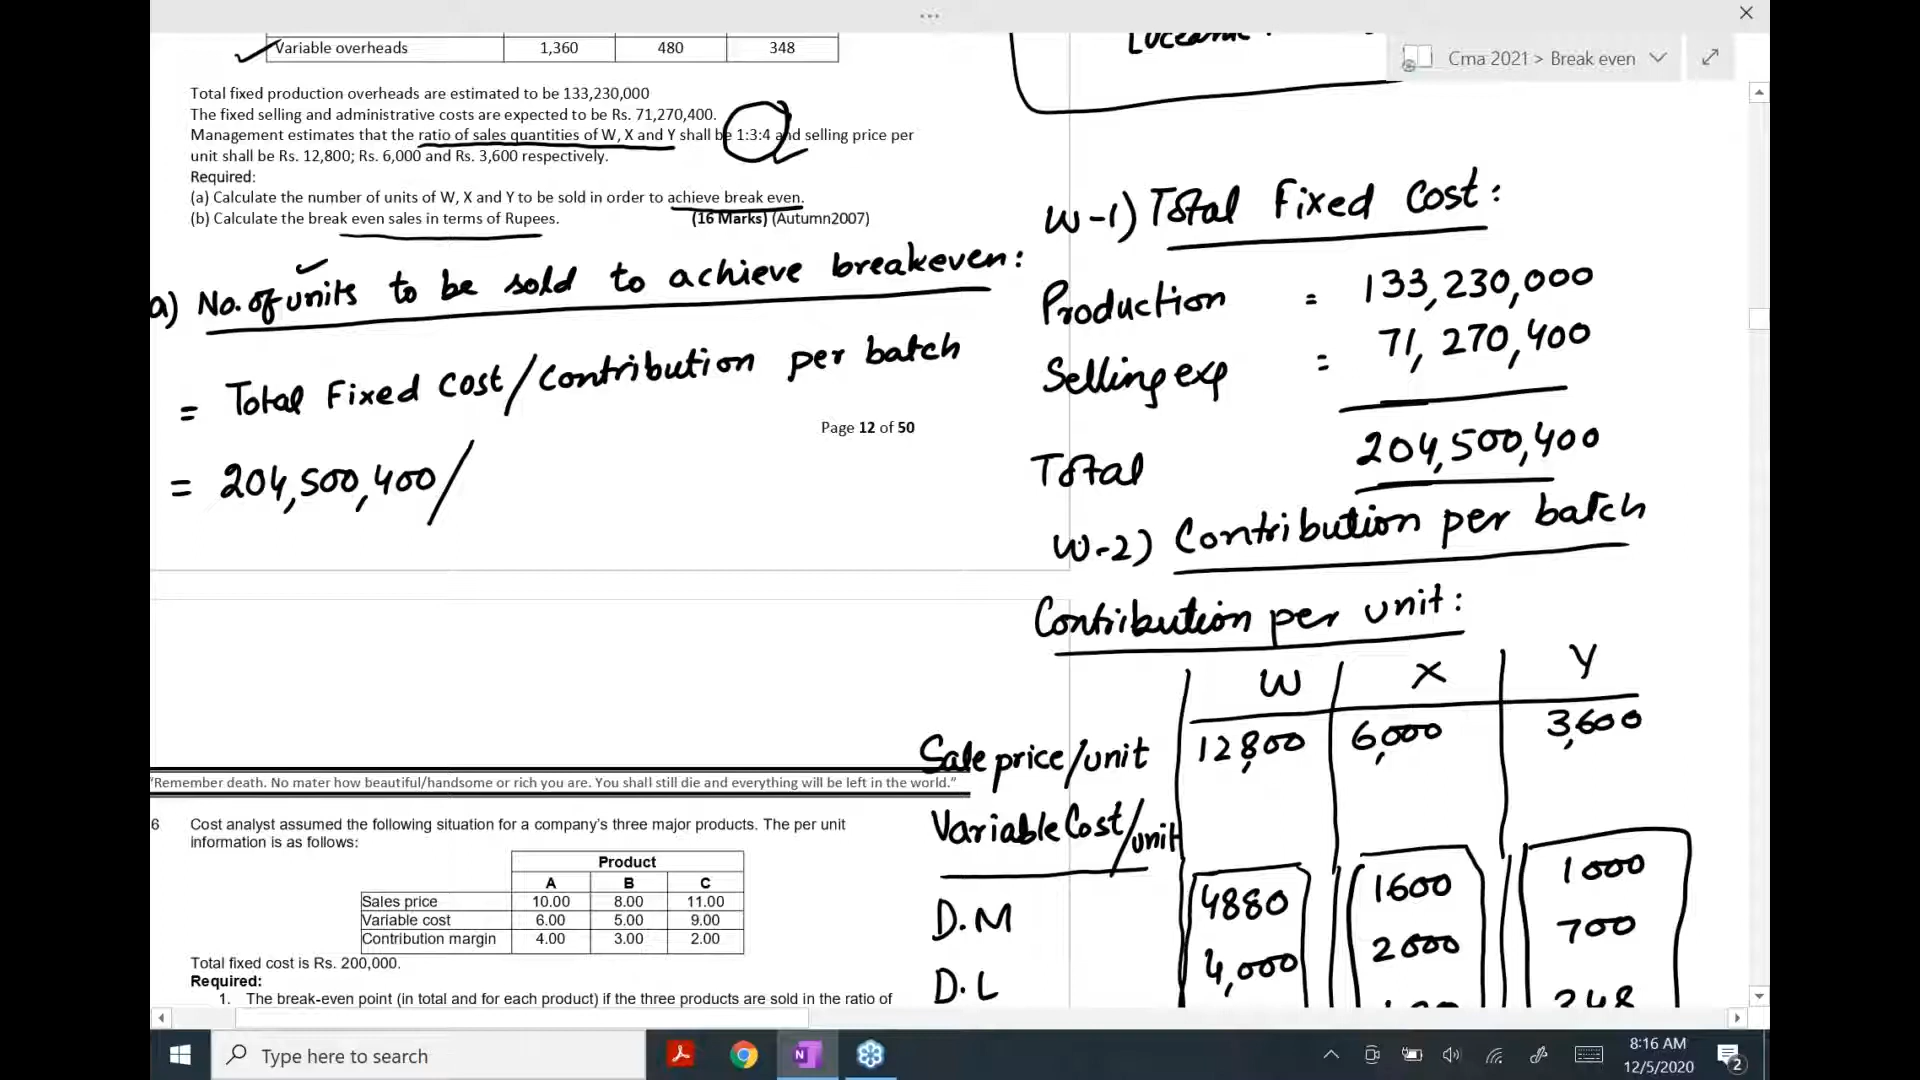 Cma 2021 > Break even
Variable overheads 1,360 480 348
Total fixed production overheads are estimated to be 133,230,000
The fixed selling and administrative costs are expected to be Rs. 71,270,400.
Management estimates that the ratio of sales quantities of W, X and Y shall be 1:3:4 and selling price per
unit shall be Rs. 12,800; Rs. 6,000 and Rs. 3,600 respectively.
Required:
(a) Calculate the number of units of W, X and Y to be sold in order to achieve break even.
(b) Calculate the break even sales in terms of Rupees. (16 Marks) (Autumn2007)
a) No. of units to be sold to achieve breakeven:
= Total Fixed Cost/Contribution per batch
Page 12 of 50
= 204,500,400/
W-1) Total Fixed Cost:
Production = 133,230,000
Selling exp = 71,270,400
Total 204,500,400
W-2) Contribution per batch
Contribution per unit:
W X Y
Sale price/unit 12,800 6,000 3,600
Variable Cost/unit
D.M 4880 1600 1000
D.L 4,000 2000 700
348
"Remember death. No mater how beautiful/handsome or rich you are. You shall still die and everything will be left in the world."
6 Cost analyst assumed the following situation for a company's three major products. The per unit
information is as follows:
Product
A B C
Sales price 10.00 8.00 11.00
Variable cost 6.00 5.00 9.00
Contribution margin 4.00 3.00 2.00
Total fixed cost is Rs. 200,000.
Required:
1. The break-even point (in total and for each product) if the three products are sold in the ratio of
Type here to search
8:16 AM
12/5/2020
2